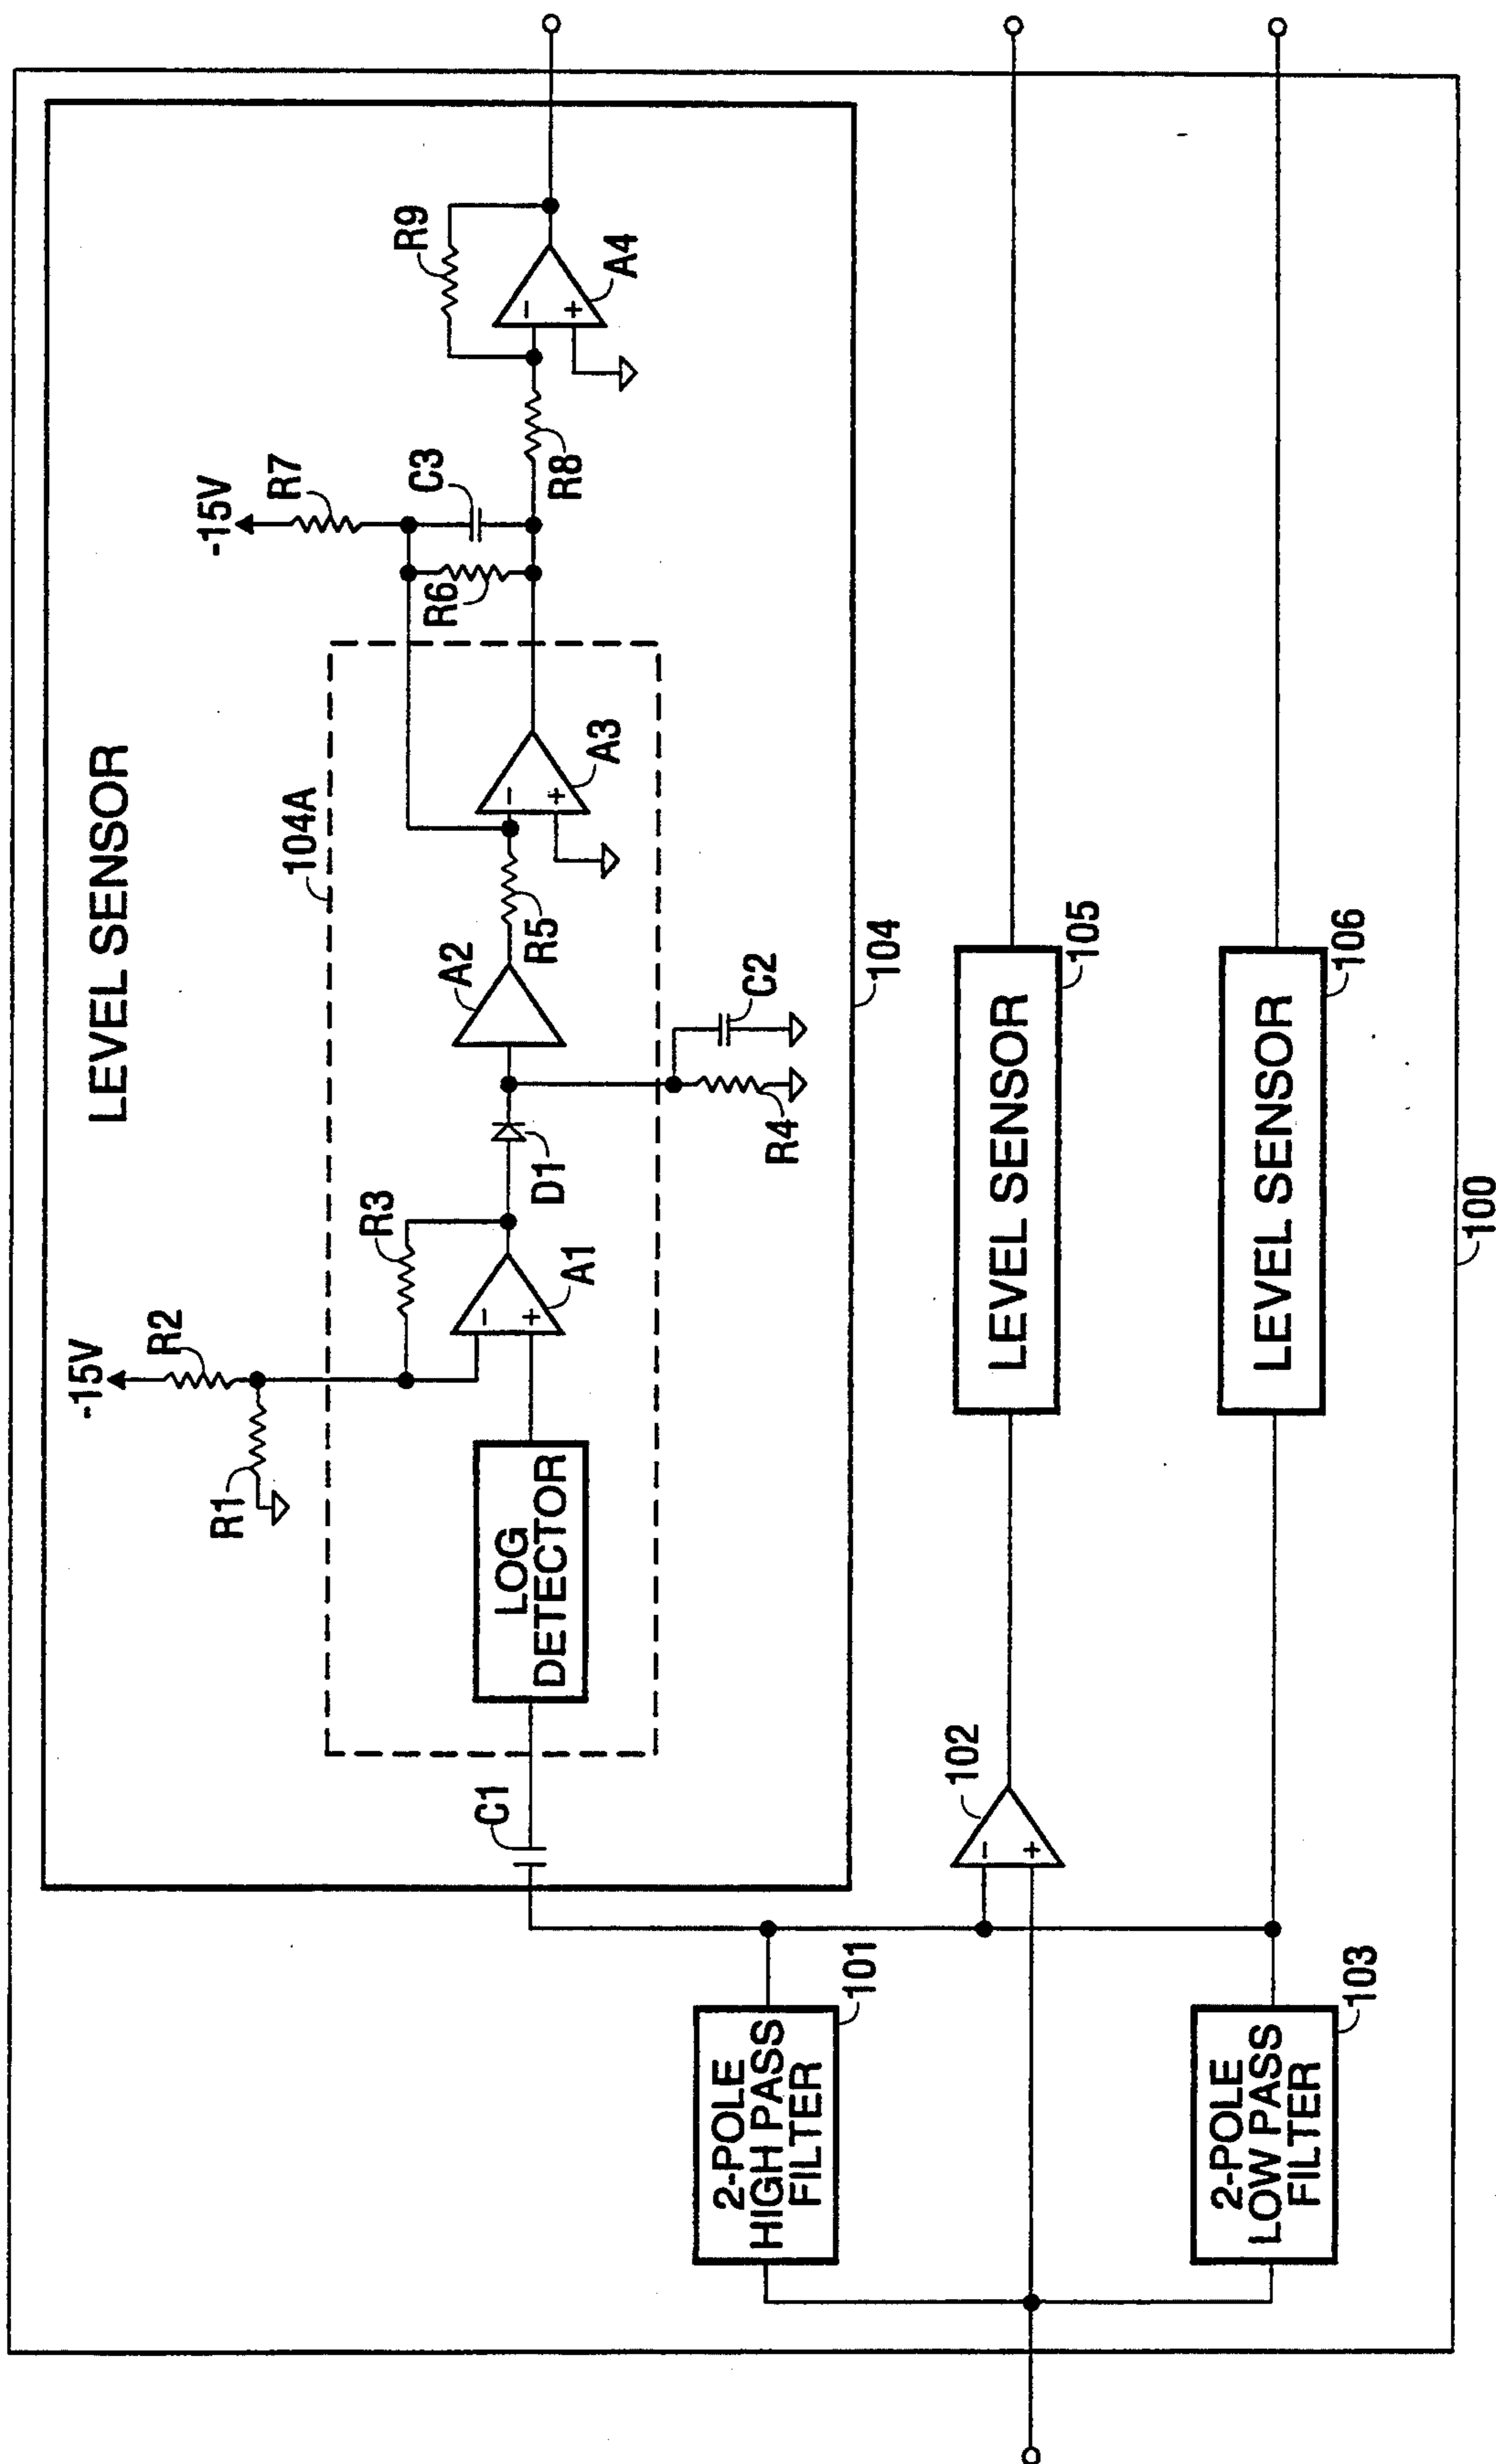 LEVEL SENSOR
-15V
R2
R1
104A
-15V
R7
R3
R9
C3
R6
C1
LOG
DETECTOR
A1
D1
A2
R5
A3
R8
A4
R4
C2
104
2-POLE
HIGH PASS
FILTER
101
102
-
+
-
+
-
+
-
+
LEVEL SENSOR
105
2-POLE
LOW PASS
FILTER
103
LEVEL SENSOR
106
100